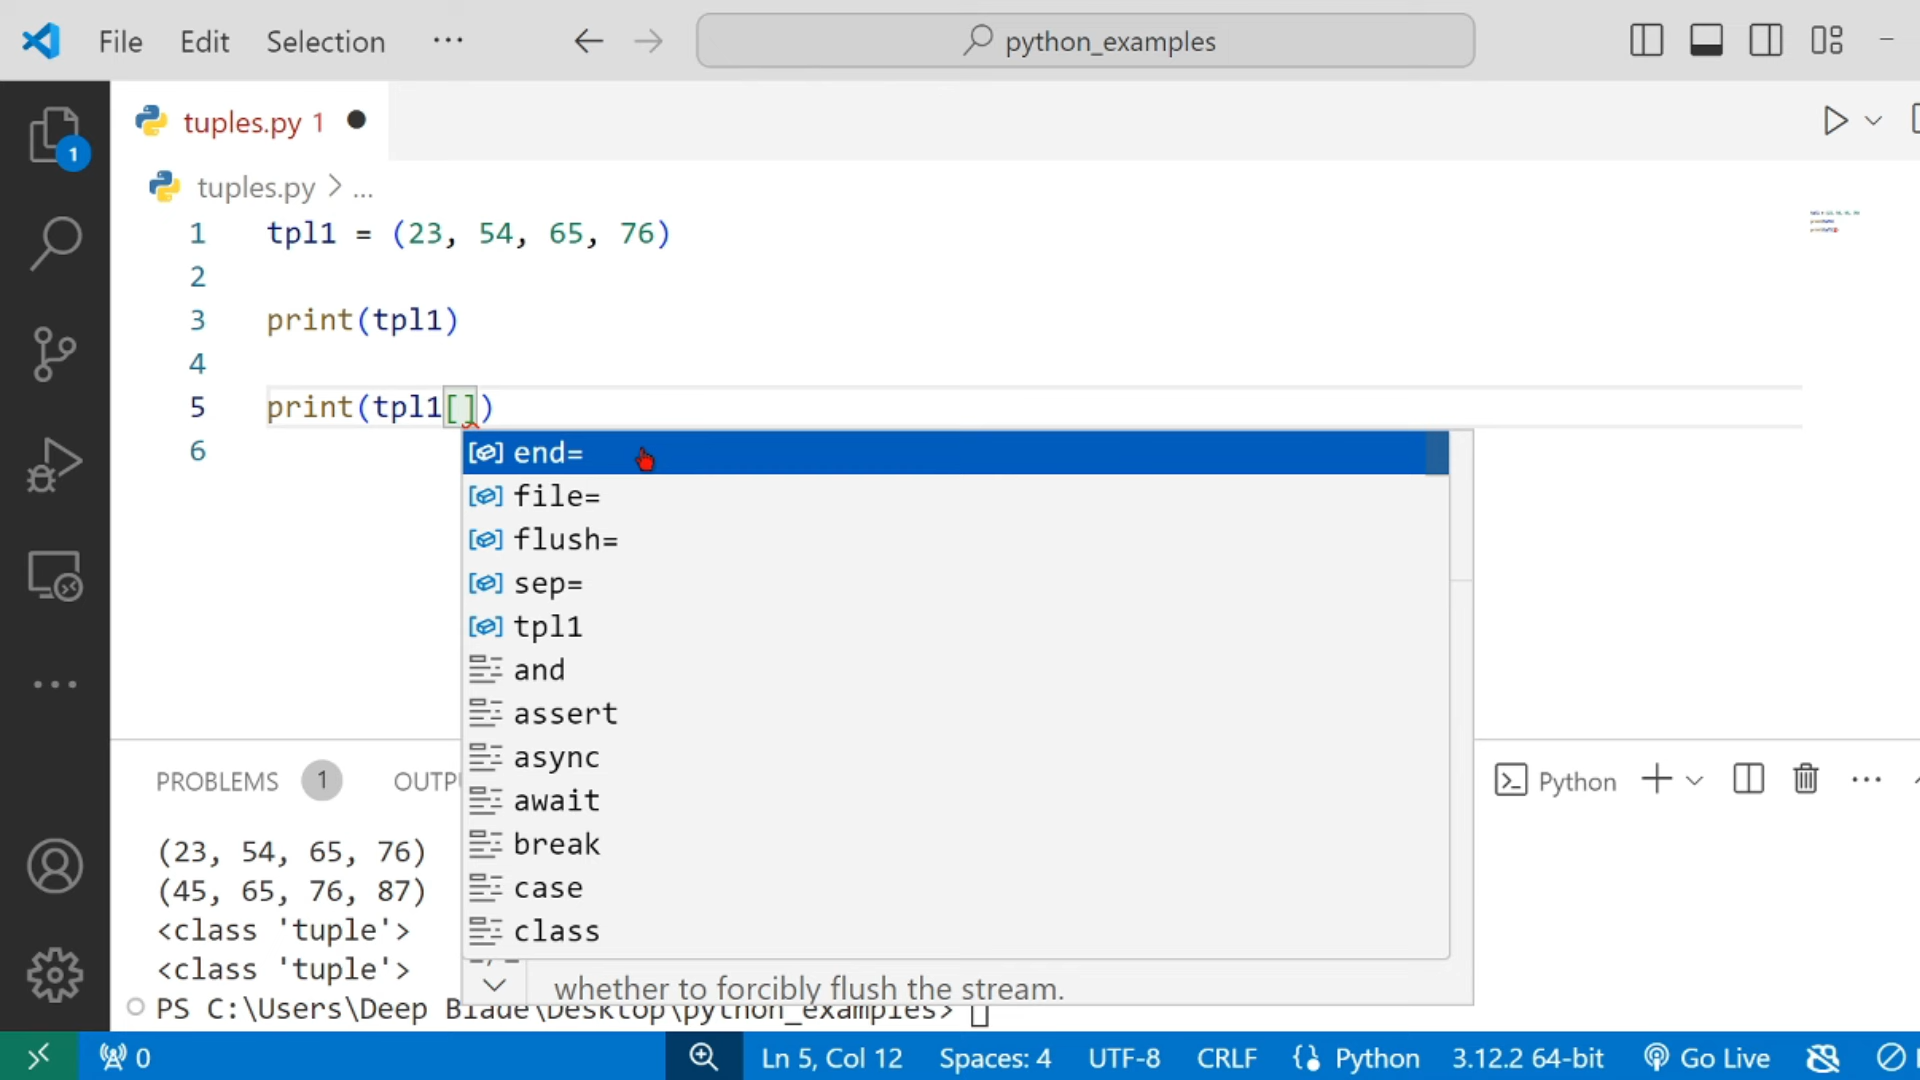 File Edit Selection ··· python_examples
1
tuples.py 1
tuples.py > ...
1 tpl1 = (23, 54, 65, 76)
2
3 print(tpl1)
4
5 print(tpl1[])
6
end=
file=
flush=
sep=
tpl1
and
assert
async
await
break
case
class
whether to forcibly flush the stream.
PROBLEMS 1 Python
(23, 54, 65, 76)
(45, 65, 76, 87)
<class 'tuple'>
<class 'tuple'>
PS C:\Users\Deep Blade\Desktop\python_examples>
0 Ln 5, Col 12 Spaces: 4 UTF-8 CRLF Python 3.12.2 64-bit Go Live